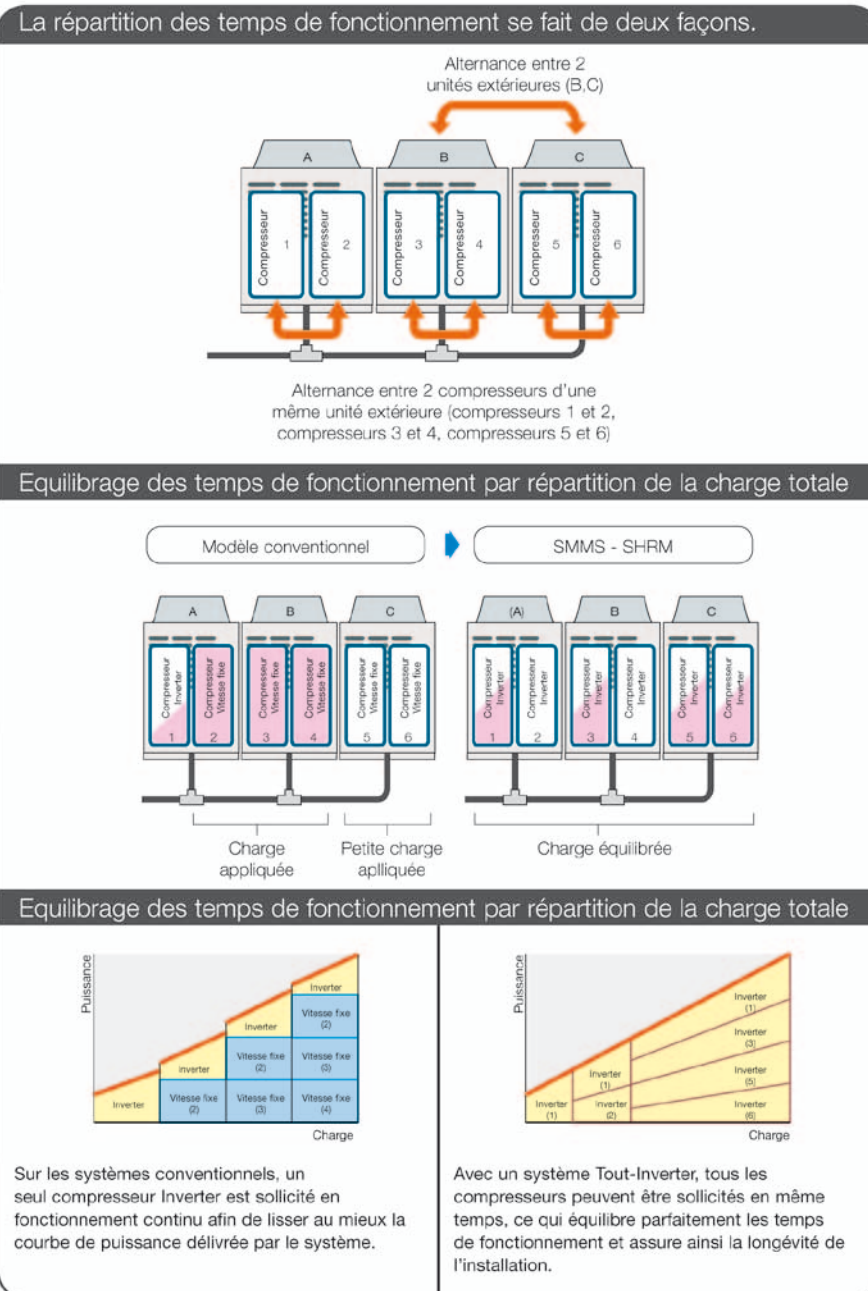 La répartition des temps de fonctionnement se fait de deux façons.
Alternance entre 2
unités extérieures (B,C)
A
B
C
Compresseur
1
Compresseur
2
Compresseur
3
Compresseur
4
Compresseur
5
Compresseur
6
Alternance entre 2 compresseurs d'une
même unité extérieure (compresseurs 1 et 2,
compresseurs 3 et 4, compresseurs 5 et 6)
Equilibrage des temps de fonctionnement par répartition de la charge totale
Modèle conventionnel
SMMS - SHRM
A
B
C
Compresseur
Inverter
1
Compresseur
Vitesse fixe
2
Compresseur
Vitesse fixe
3
Compresseur
Vitesse fixe
4
Compresseur
Vitesse fixe
5
Compresseur
Vitesse fixe
6
(A)
B
C
Compresseur
Inverter
1
Compresseur
Inverter
2
Compresseur
Inverter
3
Compresseur
Inverter
4
Compresseur
Inverter
5
Compresseur
Inverter
6
Charge
appliquée
Petite charge
aplliquée
Charge équilibrée
Equilibrage des temps de fonctionnement par répartition de la charge totale
Puissance
Inverter
Vitesse fixe
(2)
Inverter
Vitesse fixe
(2)
Vitesse fixe
(3)
Inverter
Inverter
Vitesse fixe
(2)
Vitesse fixe
(3)
Vitesse fixe
(4)
Charge
Sur les systèmes conventionnels, un
seul compresseur Inverter est sollicité en
fonctionnement continu afin de lisser au mieux la
courbe de puissance délivrée par le système.
Puissance
Inverter
(1)
Inverter
(3)
Inverter
(1)
Inverter
(5)
Inverter
(1)
Inverter
(2)
Inverter
(6)
Charge
Avec un système Tout-Inverter, tous les
compresseurs peuvent être sollicités en même
temps, ce qui équilibre parfaitement les temps
de fonctionnement et assure ainsi la longévité de
l'installation.